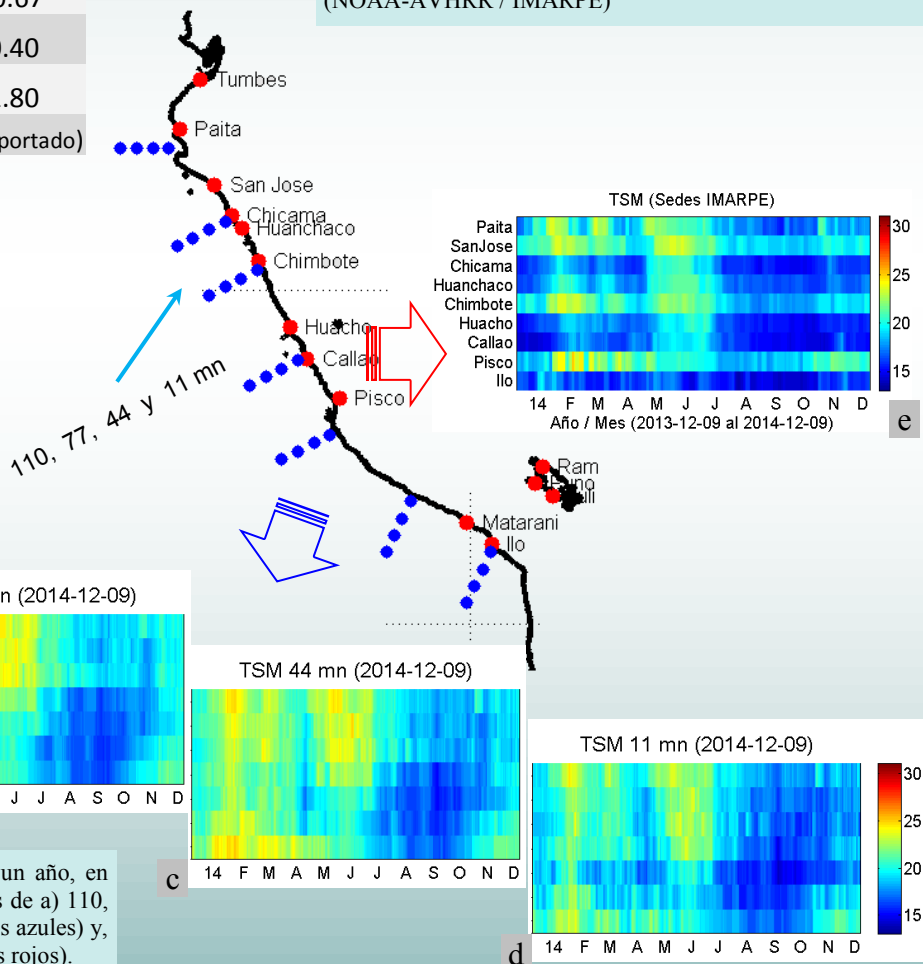 (NOAA-AVHRR / IMARPE)
.40
.80
portado)
Tumbes
Paita
San Jose
Chicama
Huanchaco
Chimbote
Huacho
Callao
Pisco
Ram
Matarani
Ilo
110, 77, 44 y 11 mn
TSM (Sedes IMARPE)
Paita
SanJose
Chicama
Huanchaco
Chimbote
Huacho
Callao
Pisco
Ilo
30
25
20
15
14 F M A M J J A S O N D
Año / Mes (2013-12-09 al 2014-12-09)
e
n (2014-12-09)
J J A S O N D
TSM 44 mn (2014-12-09)
14 F M A M J J A S O N D
c
TSM 11 mn (2014-12-09)
30
25
20
15
14 F M A M J J A S O N D
d
un año, en
s de a) 110,
s azules) y,
s rojos).